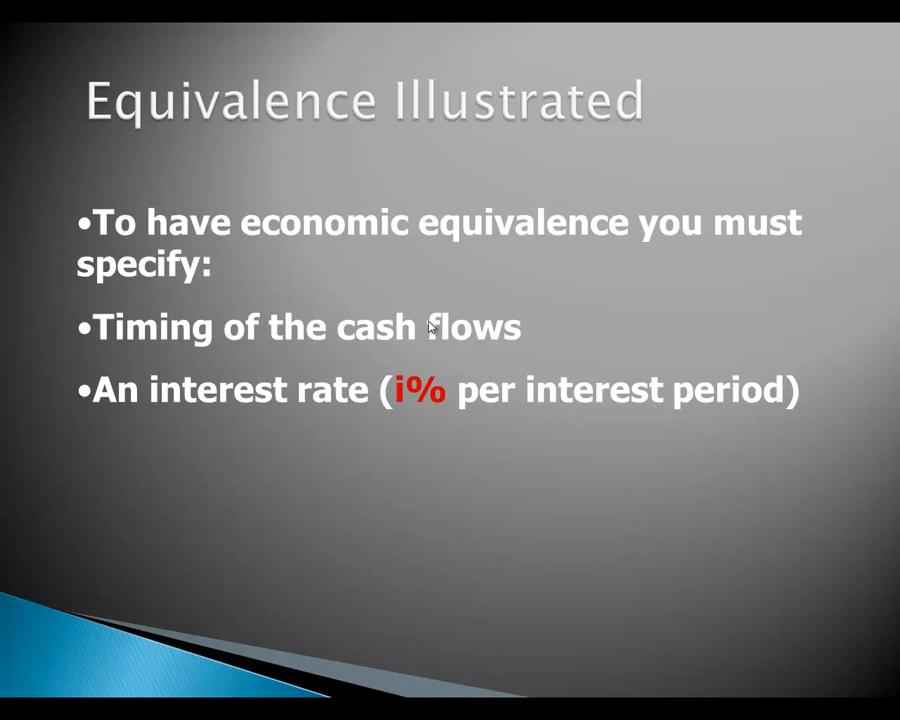 Equivalence Illustrated
•To have economic equivalence you must
specify:
•Timing of the cash flows
•An interest rate (i% per interest period)